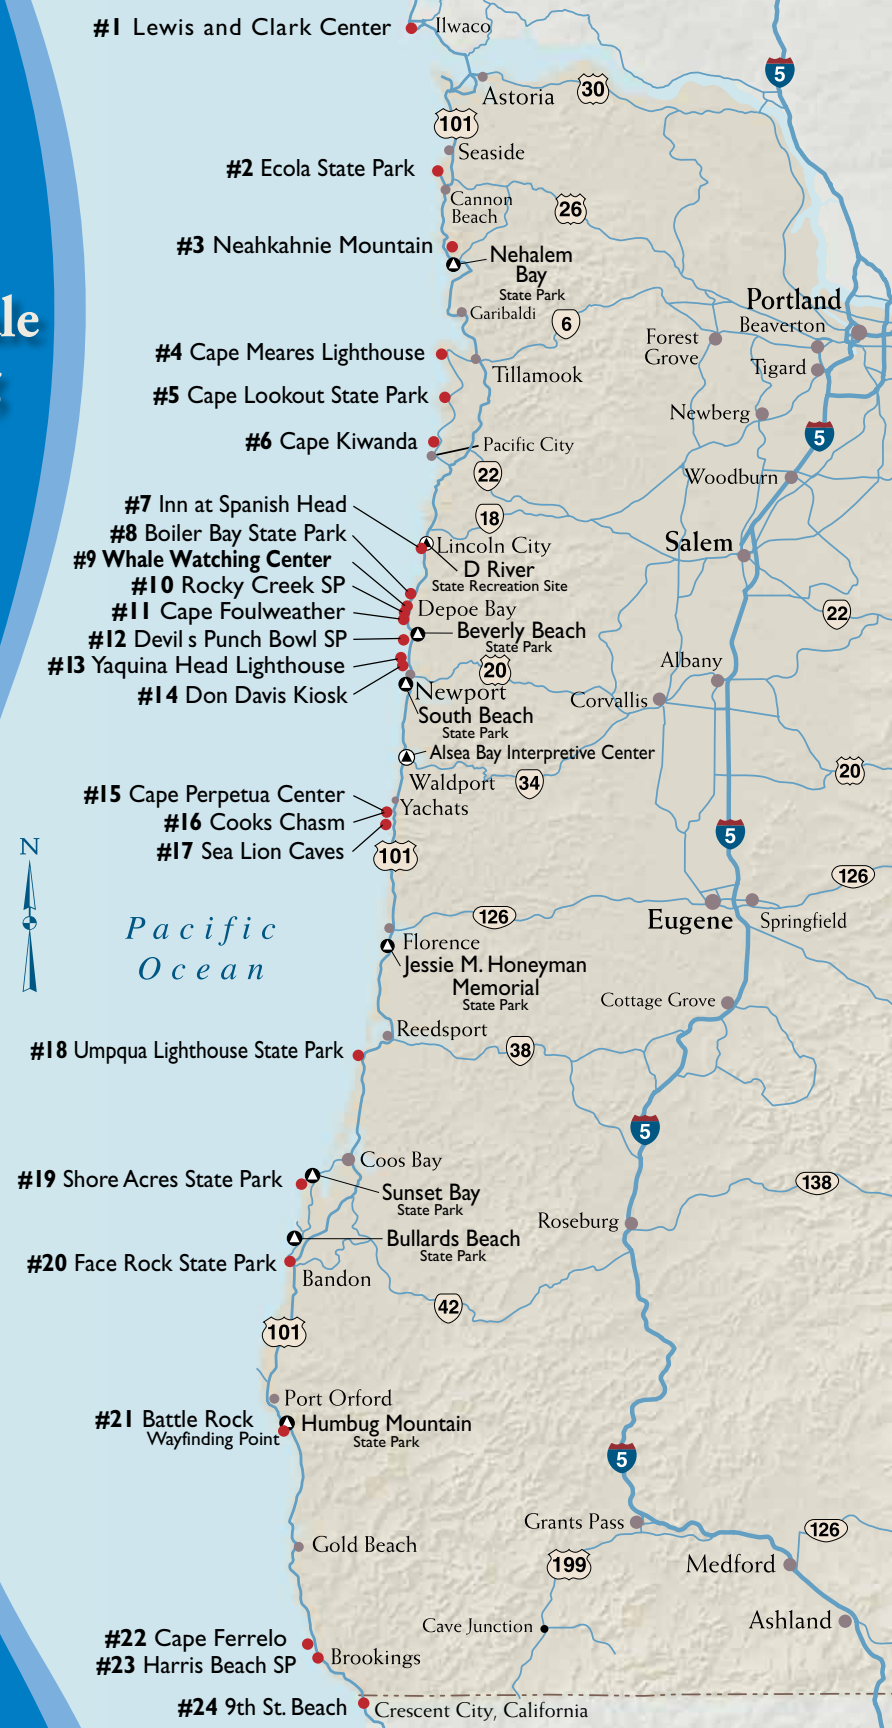 #1 Lewis and Clark Center
Ilwaco
5
Astoria
30
101
Seaside
#2 Ecola State Park
Cannon
Beach
26
#3 Neahkahnie Mountain
Nehalem
Bay
State Park
Portland
le
Garibaldi
6
Beaverton
Forest
Grove
#4 Cape Meares Lighthouse
Tillamook
Tigard
#5 Cape Lookout State Park
Newberg
5
#6 Cape Kiwanda
Pacific City
22
Woodburn
#7 Inn at Spanish Head
18
#8 Boiler Bay State Park
Lincoln City
Salem
#9 Whale Watching Center
D River
State Recreation Site
#10 Rocky Creek SP
#11 Cape Foulweather
Depoe Bay
22
#12 Devil s Punch Bowl SP
Beverly Beach
State Park
#13 Yaquina Head Lighthouse
20
Albany
#14 Don Davis Kiosk
Newport
Corvallis
South Beach
State Park
Alsea Bay Interpretive Center
20
Waldport
34
#15 Cape Perpetua Center
Yachats
#16 Cooks Chasm
5
#17 Sea Lion Caves
101
N
126
126
Eugene
Springfield
Pacific
Ocean
Florence
Jessie M. Honeyman
Memorial
State Park
Cottage Grove
Reedsport
#18 Umpqua Lighthouse State Park
38
5
Coos Bay
#19 Shore Acres State Park
Sunset Bay
State Park
138
Roseburg
Bullards Beach
State Park
#20 Face Rock State Park
Bandon
42
101
Port Orford
#21 Battle Rock
Wayfinding Point
Humbug Mountain
State Park
5
Grants Pass
126
Gold Beach
199
Medford
Cave Junction
Ashland
#22 Cape Ferrelo
#23 Harris Beach SP
Brookings
#24 9th St. Beach
Crescent City, California